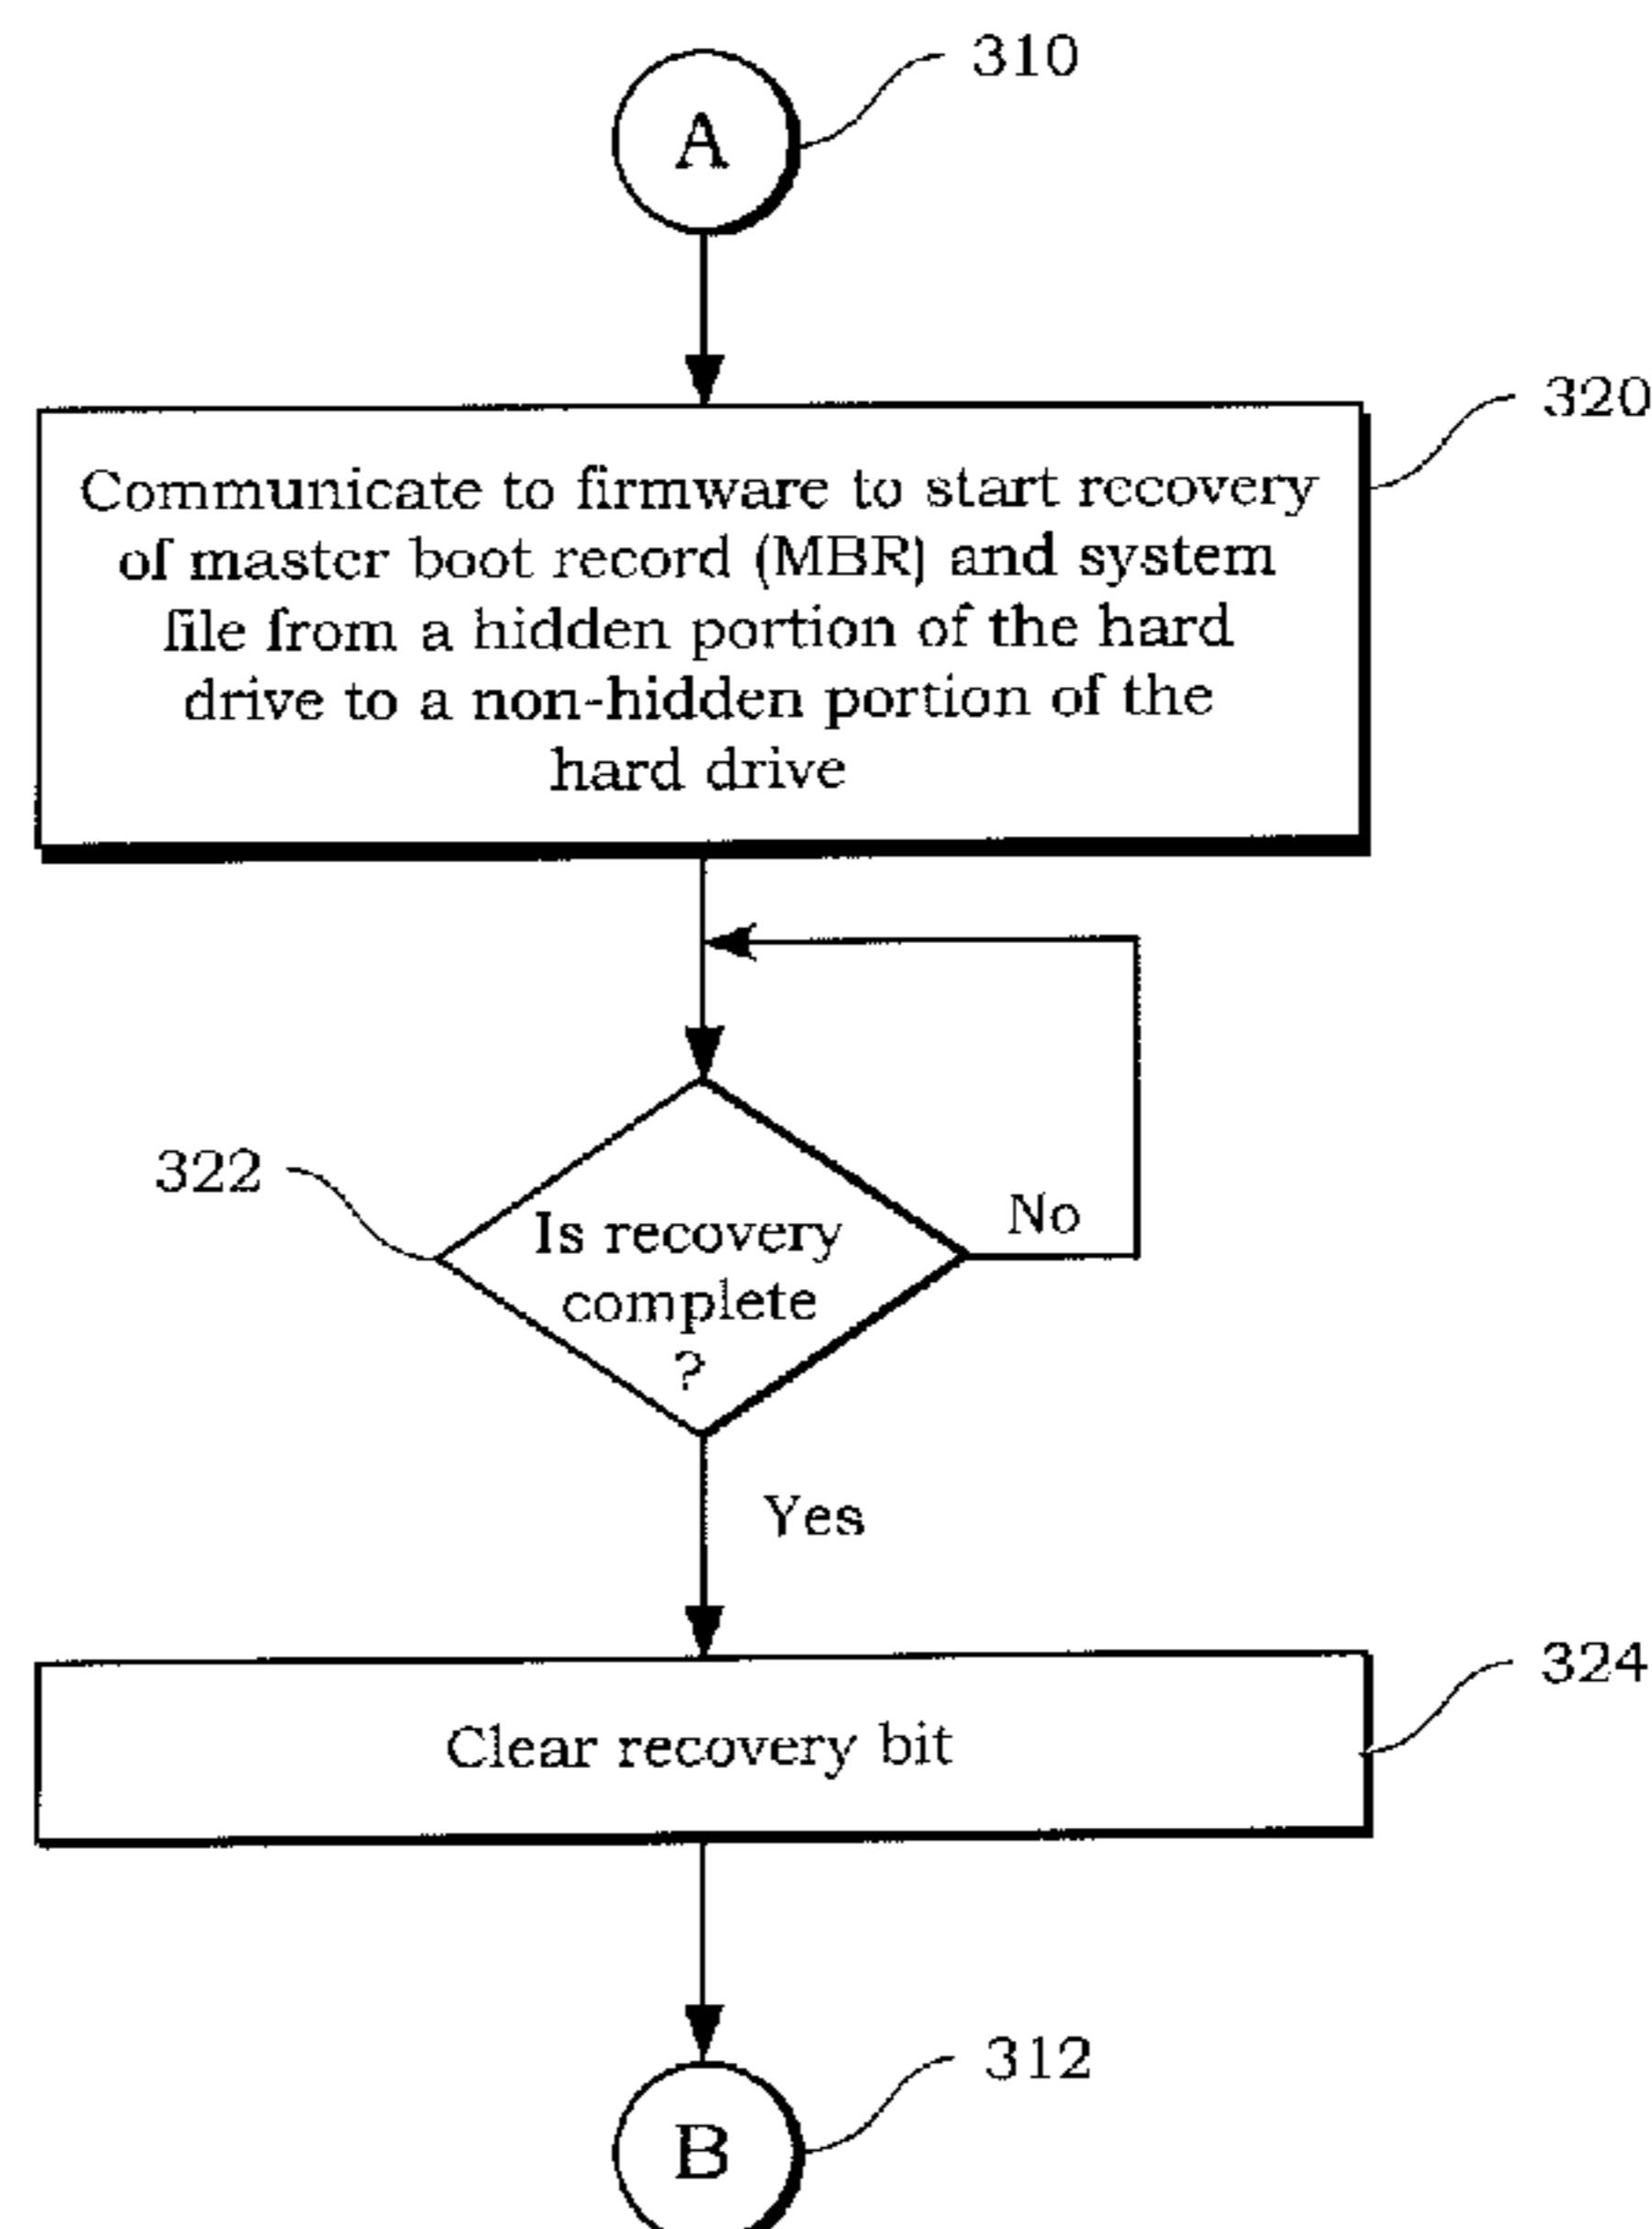 310
A
320
Communicate to firmware to start recovery
of master boot record (MBR) and system
file from a hidden portion of the hard
drive to a non-hidden portion of the
hard drive
322
Is recovery
complete
?
No
Yes
324
Clear recovery bit
312
B